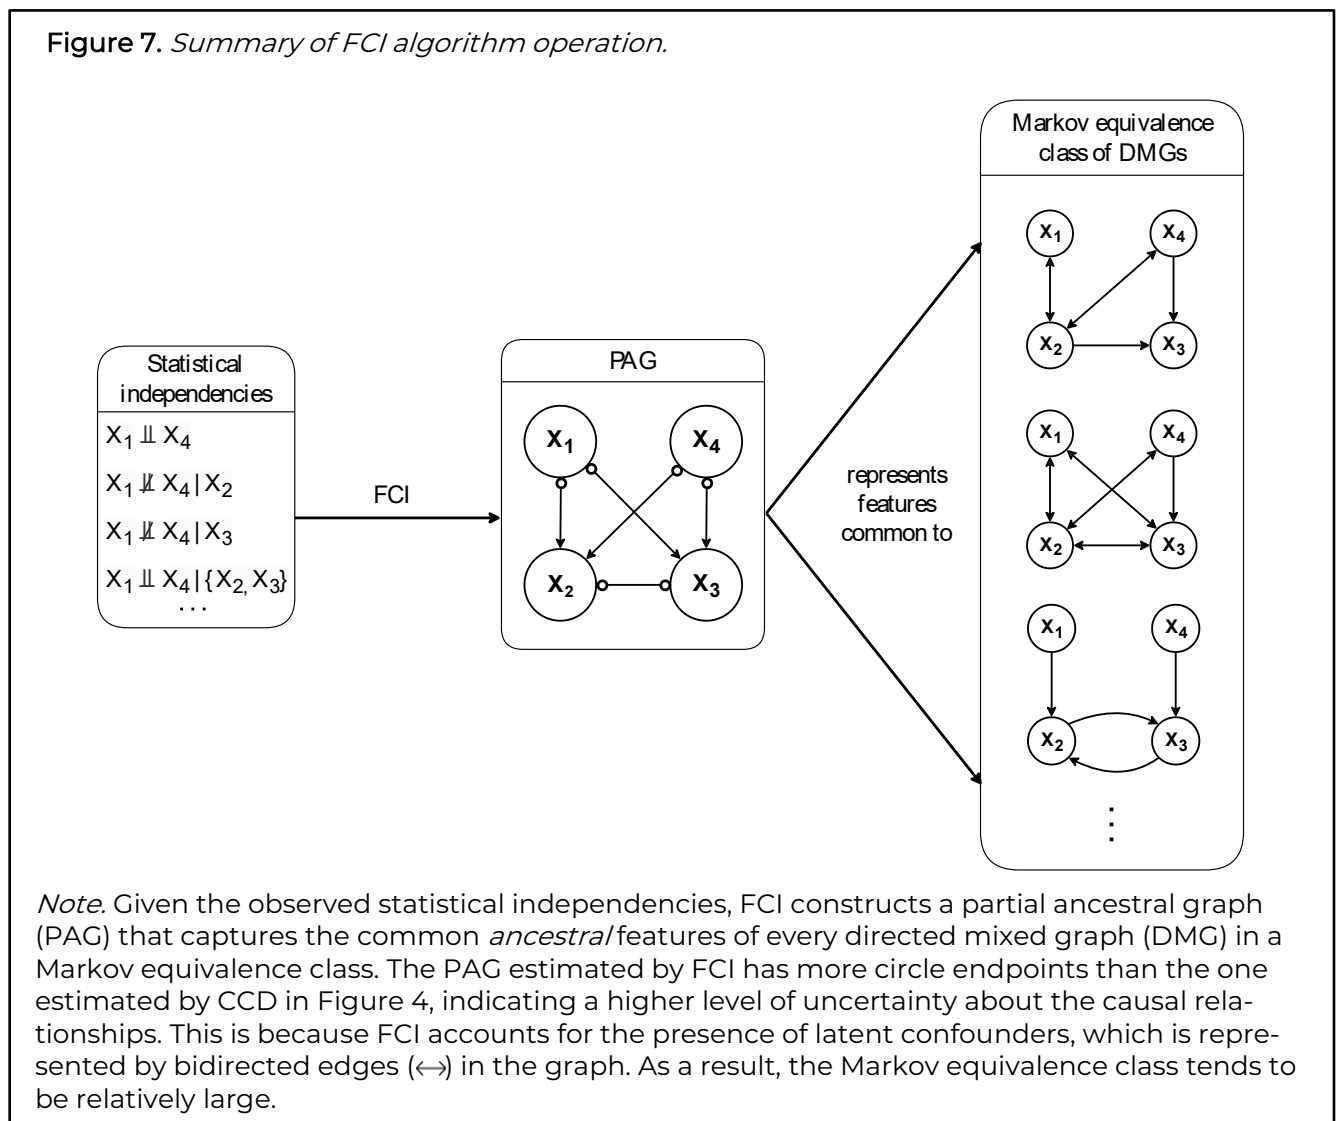 Figure 7. Summary of FCI algorithm operation.
Statistical
independencies
X1 ⫫ X4
X1 ⫫̸ X4 | X2
X1 ⫫̸ X4 | X3
X1 ⫫ X4 | {X2, X3}
...
FCI
PAG
X1
X4
X2
X3
represents
features
common to
Markov equivalence
class of DMGs
X1
X4
X2
X3
X1
X4
X2
X3
X1
X4
X2
X3
⋮
Note. Given the observed statistical independencies, FCI constructs a partial ancestral graph
(PAG) that captures the common ancestral features of every directed mixed graph (DMG) in a
Markov equivalence class. The PAG estimated by FCI has more circle endpoints than the one
estimated by CCD in Figure 4, indicating a higher level of uncertainty about the causal rela-
tionships. This is because FCI accounts for the presence of latent confounders, which is repre-
sented by bidirected edges (↔) in the graph. As a result, the Markov equivalence class tends to
be relatively large.